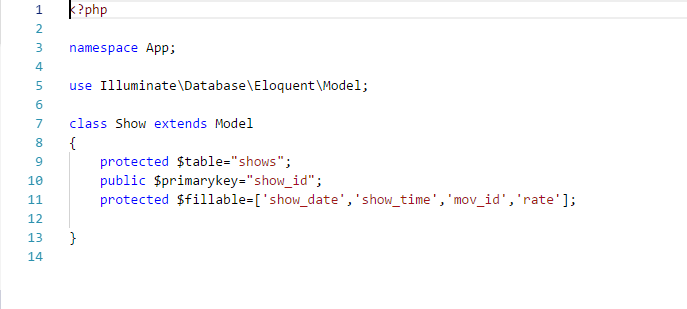 1 <?php
2
3 namespace App;
4
5 use Illuminate\Database\Eloquent\Model;
6
7 class Show extends Model
8 {
9     protected $table="shows";
10     public $primarykey="show_id";
11     protected $fillable=['show_date','show_time','mov_id','rate'];
12
13 }
14